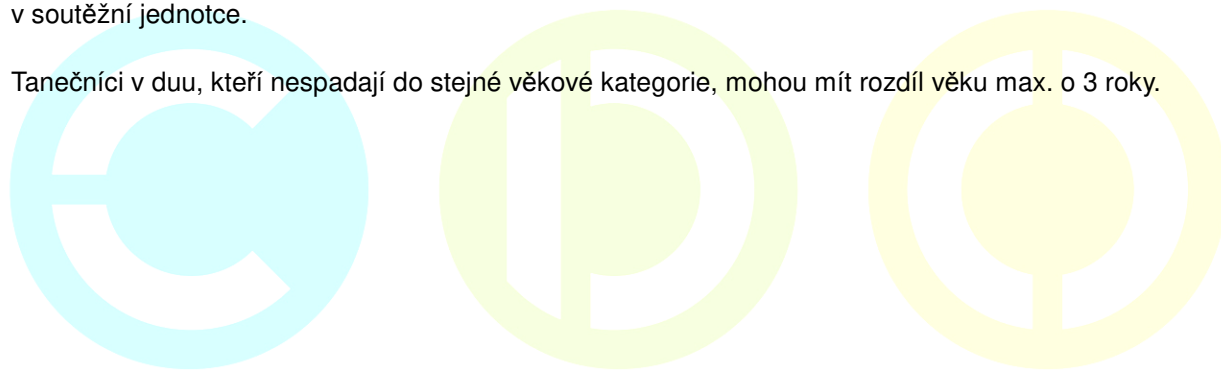 v soutěžní jednotce.
Tanečníci v duu, kteří nespadají do stejné věkové kategorie, mohou mít rozdíl věku max. o 3 roky.